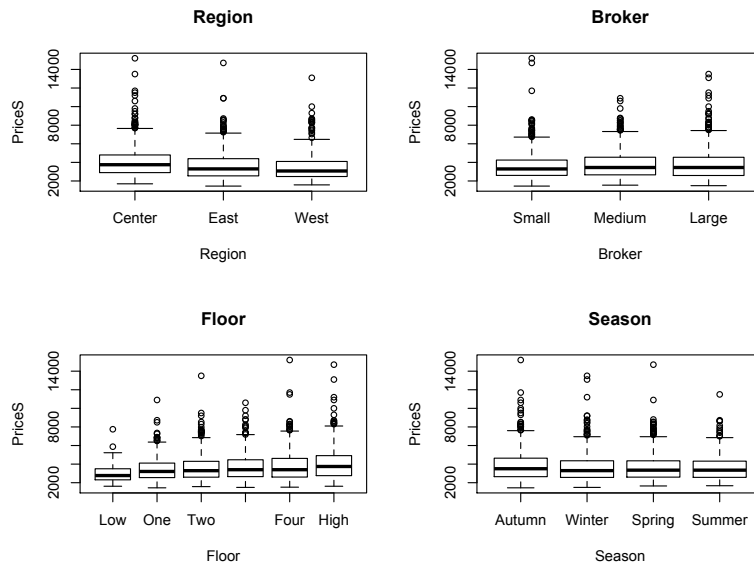 Region
PriceS
2000 8000 14000
Center East West
Region
Broker
PriceS
2000 8000 14000
Small Medium Large
Broker
Floor
PriceS
2000 8000 14000
Low One Two Four High
Floor
Season
PriceS
2000 8000 14000
Autumn Winter Spring Summer
Season